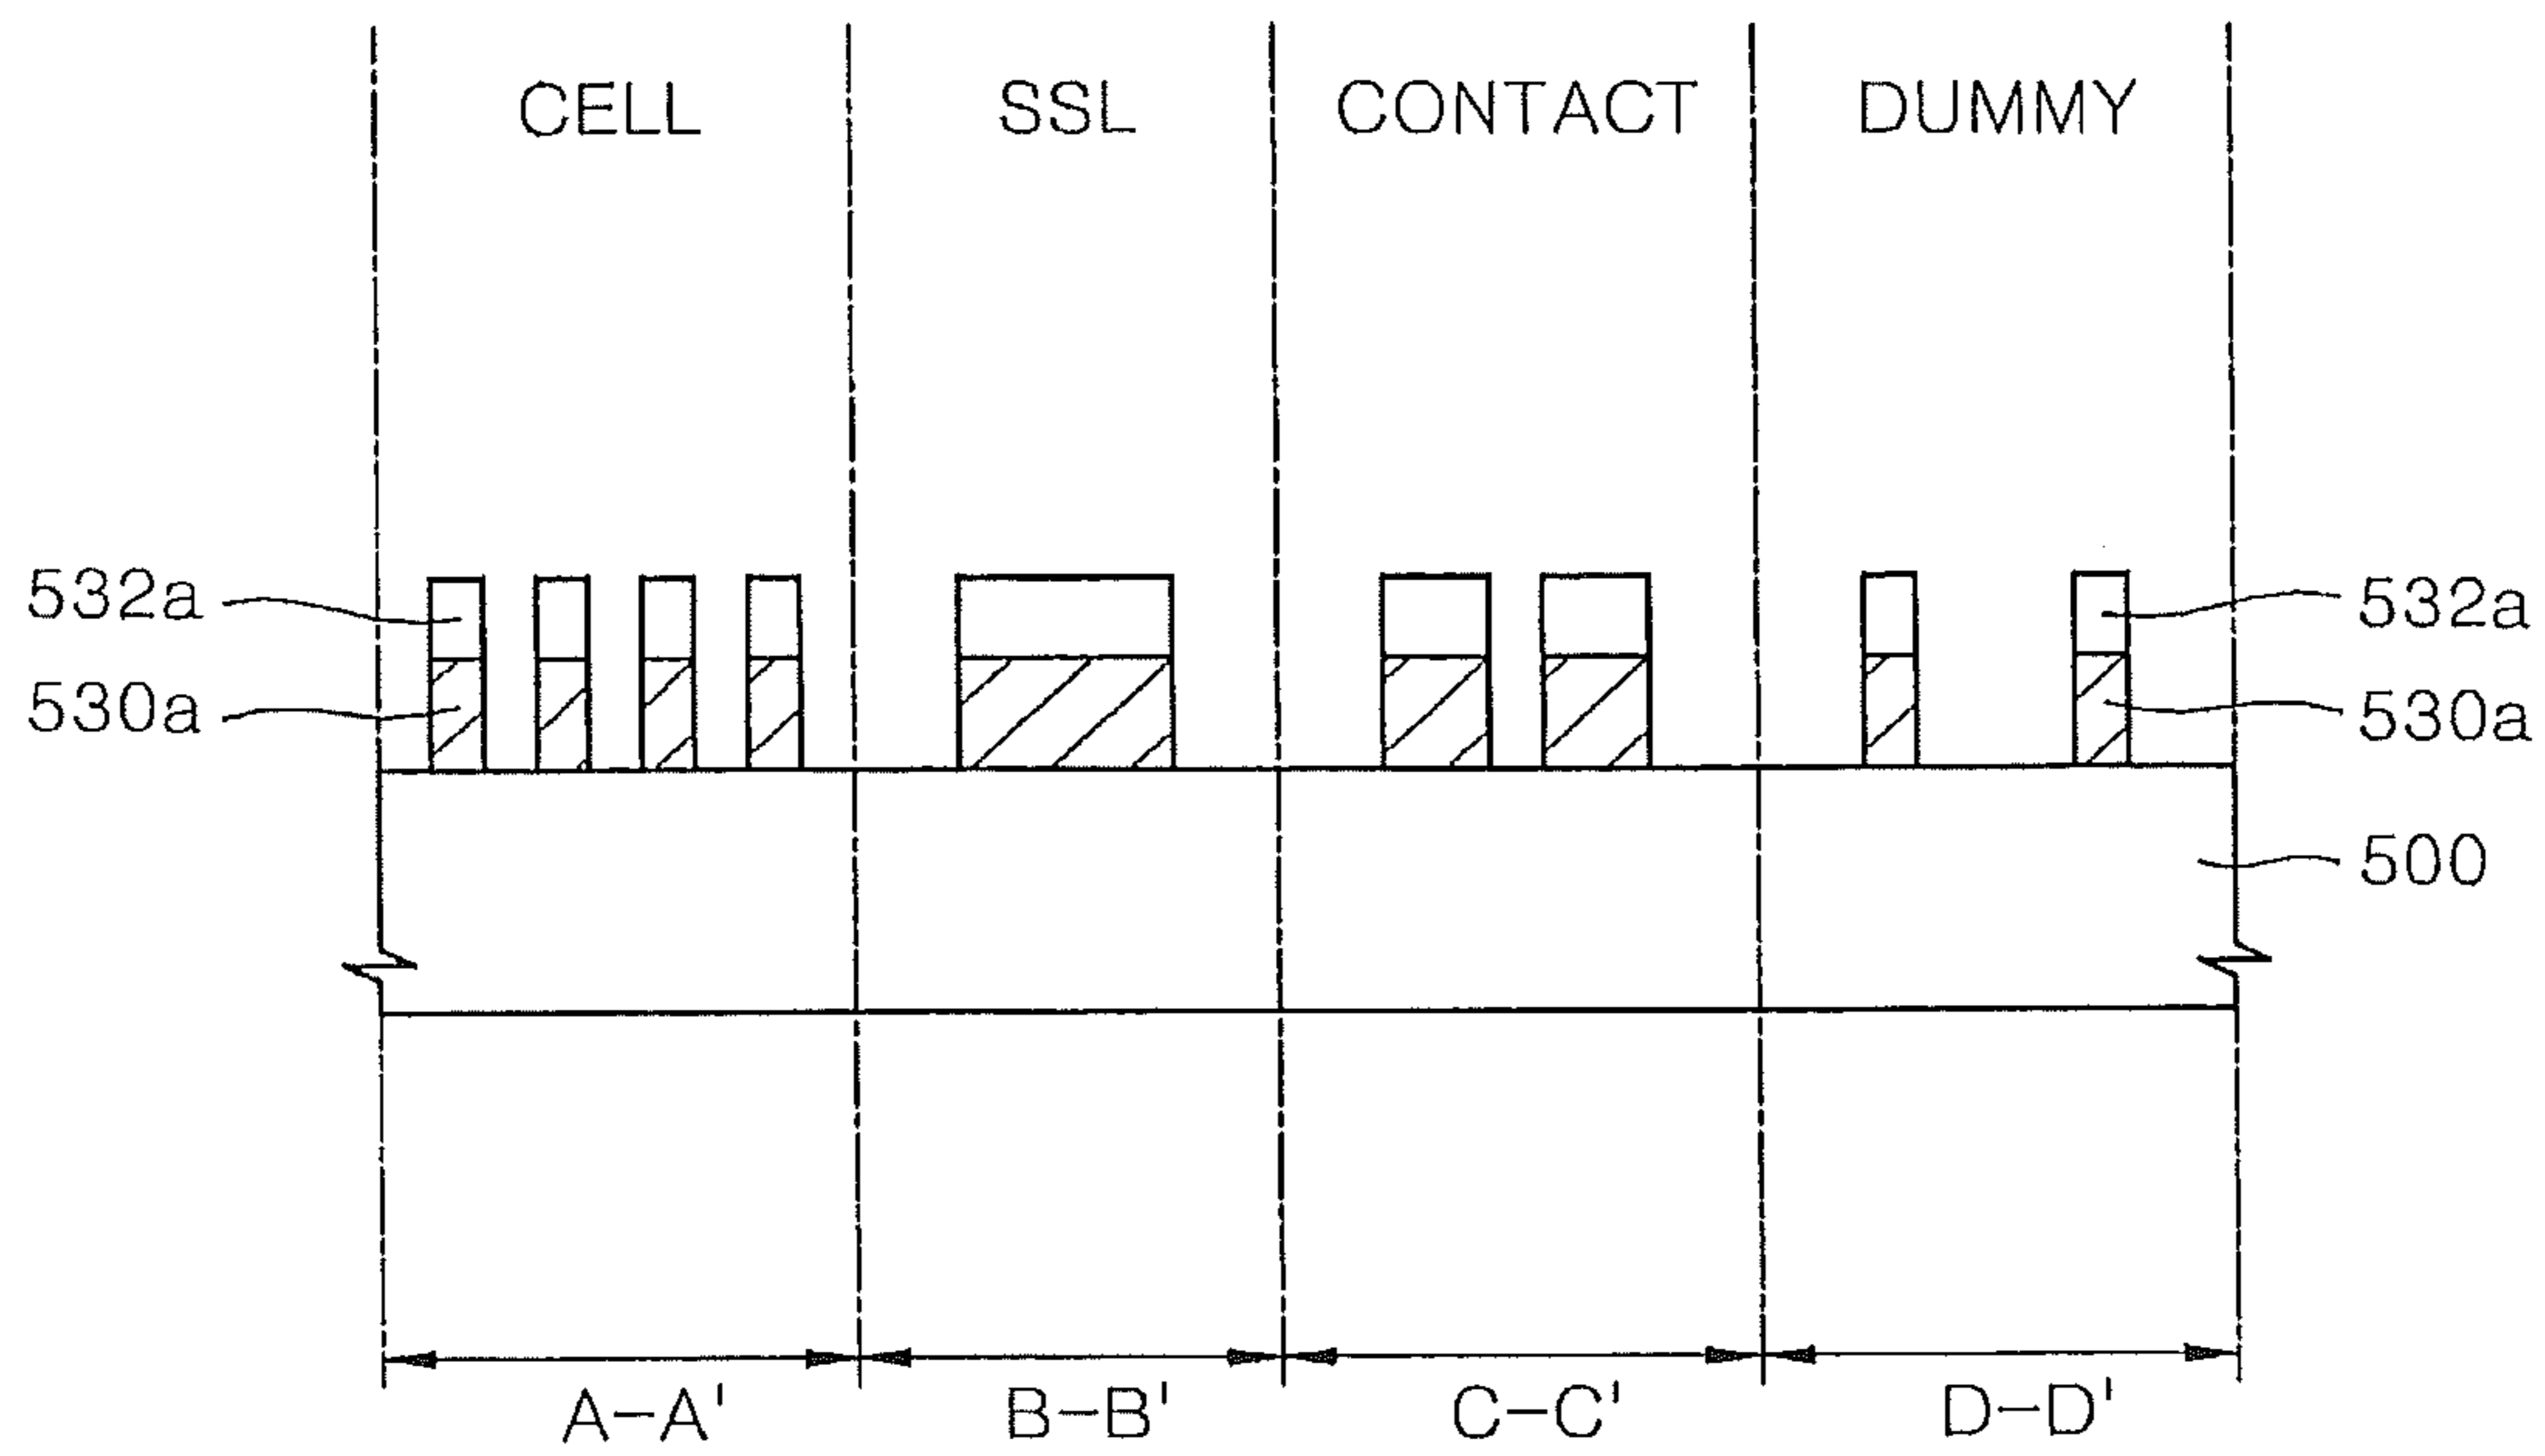 CELL SSL CONTACT DUMMY
532a 532a
530a 530a
500
A-A' B-B' C-C' D-D'